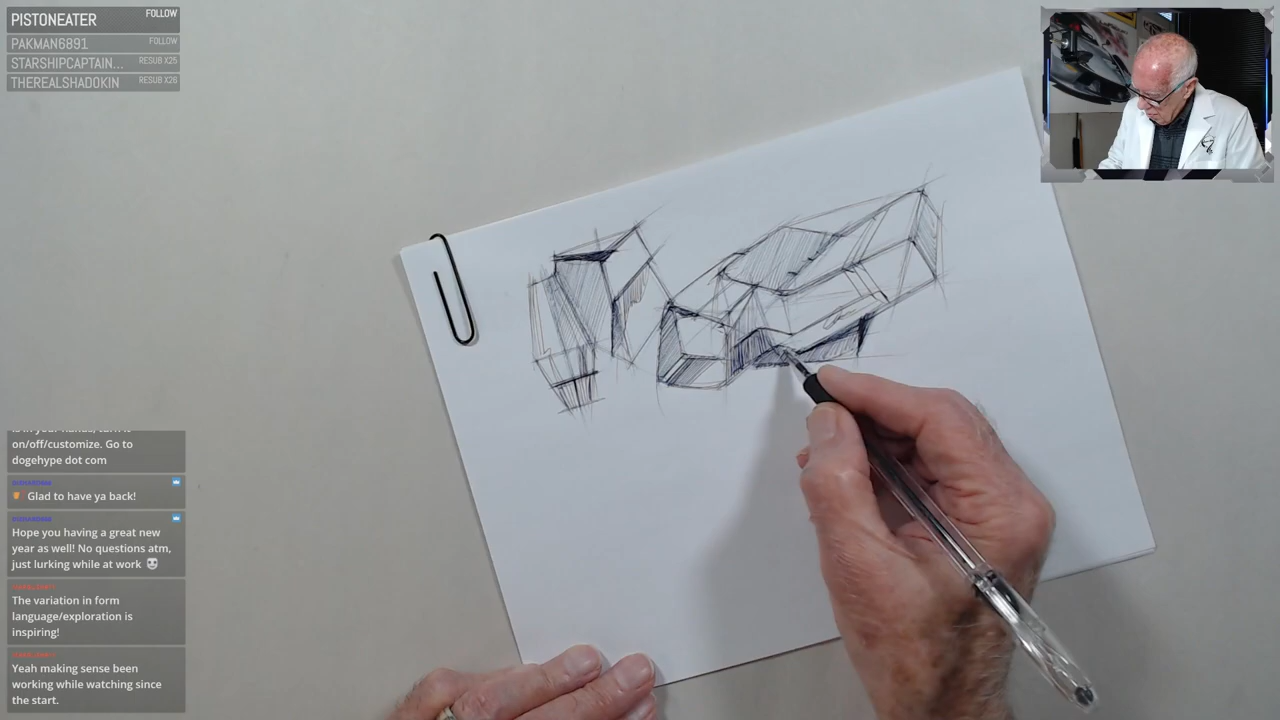 PISTONEATER FOLLOW
PAKMAN6891 FOLLOW
STARSHIPCAPTAIN... RESUB X25
THEREALSHADOKIN RESUB X26
on/off/customize. Go to
dogehype dot com
Glad to have ya back!
Hope you having a great new
year as well! No questions atm,
just lurking while at work
The variation in form
language/exploration is
inspiring!
Yeah making sense been
working while watching since
the start.